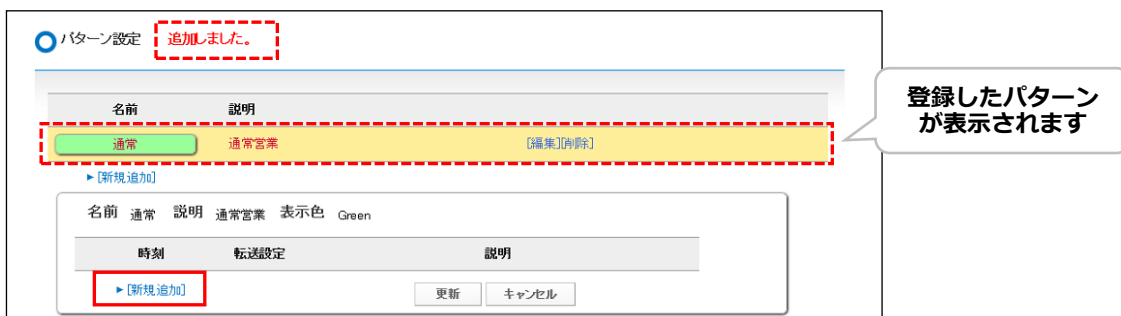 パターン設定 追加しました。
名前 説明
通常 通常営業 [編集][削除]
►[新規追加]
名前 通常 説明 通常営業 表示色 Green
時刻 転送設定 説明
►[新規追加] 更新 キャンセル
登録したパターン
が表示されます